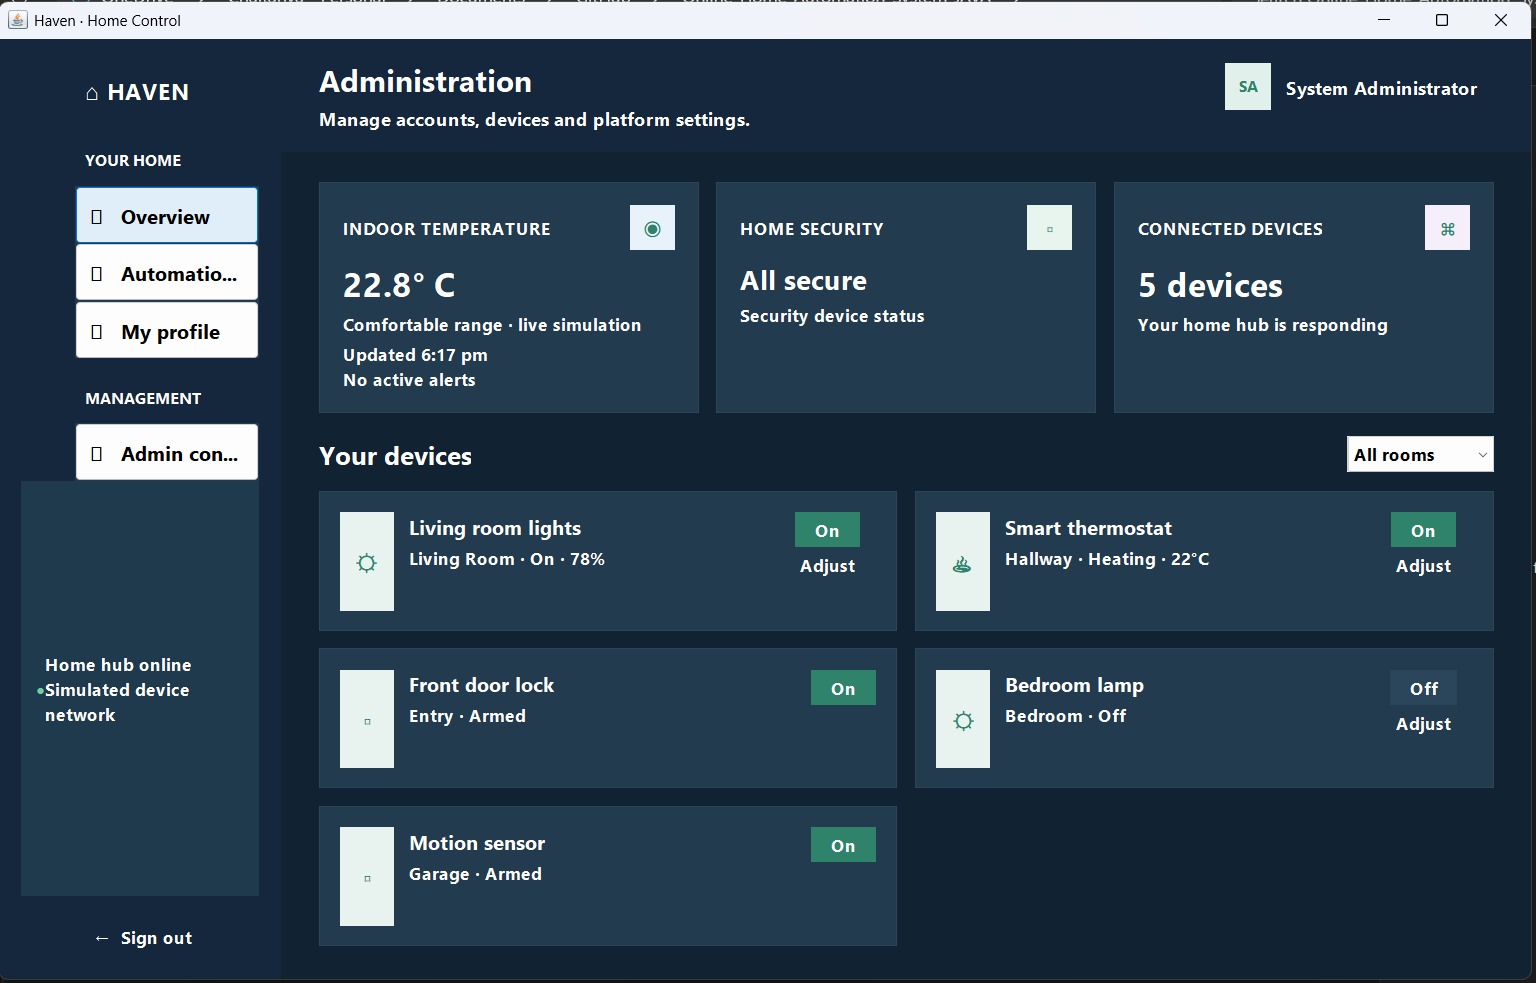 Haven · Home Control
⌂ HAVEN
YOUR HOME
Overview
Automatio...
My profile
MANAGEMENT
Admin con...
Home hub online
Simulated device
network
← Sign out
Administration
Manage accounts, devices and platform settings.
SA
System Administrator
INDOOR TEMPERATURE
22.8° C
Comfortable range · live simulation
Updated 6:17 pm
No active alerts
HOME SECURITY
All secure
Security device status
CONNECTED DEVICES
⌘
5 devices
Your home hub is responding
Your devices
All rooms
Living room lights
Living Room · On · 78%
On
Adjust
Smart thermostat
Hallway · Heating · 22°C
On
Adjust
Front door lock
Entry · Armed
On
Bedroom lamp
Bedroom · Off
Off
Adjust
Motion sensor
Garage · Armed
On